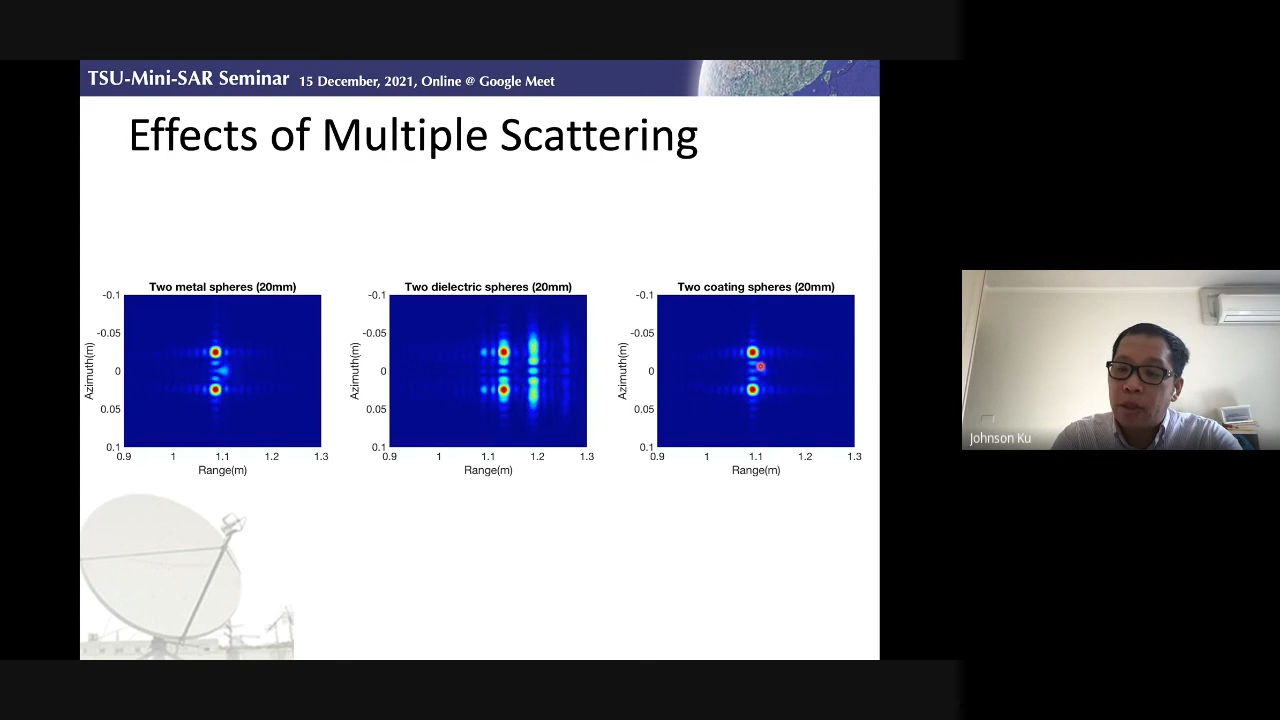 TSU-Mini-SAR Seminar 15 December, 2021, Online @ Google Meet
Effects of Multiple Scattering
Two metal spheres (20mm)
-0.1
-0.05
0
0.05
0.1
Azimuth(m)
0.9 1 1.1 1.2 1.3
Range(m)
Two dielectric spheres (20mm)
-0.1
-0.05
0
0.05
0.1
Azimuth(m)
0.9 1 1.1 1.2 1.3
Range(m)
Two coating spheres (20mm)
-0.1
-0.05
0
0.05
0.1
Azimuth(m)
0.9 1 1.1 1.2 1.3
Range(m)
Johnson Ku